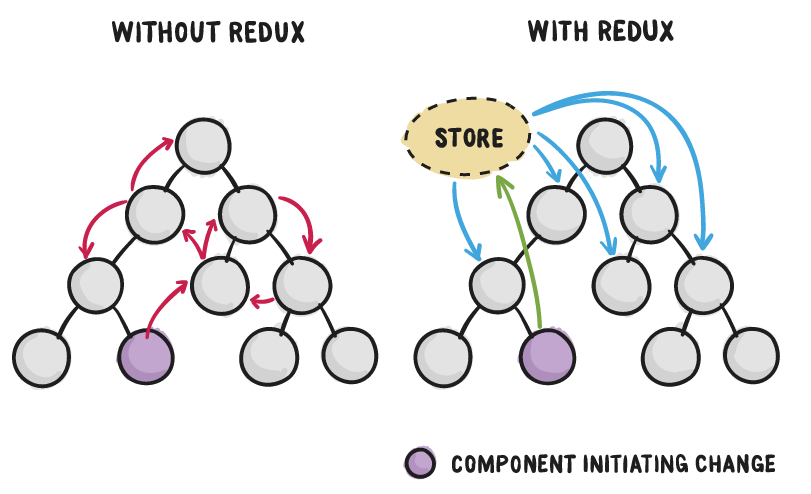 WITHOUT REDUX
WITH REDUX
STORE
COMPONENT INITIATING CHANGE